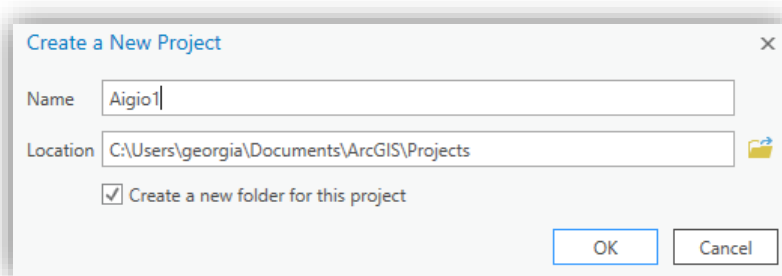 Create a New Project
Name Aigio1
Location C:\Users\georgia\Documents\ArcGIS\Projects
Create a new folder for this project
OK Cancel